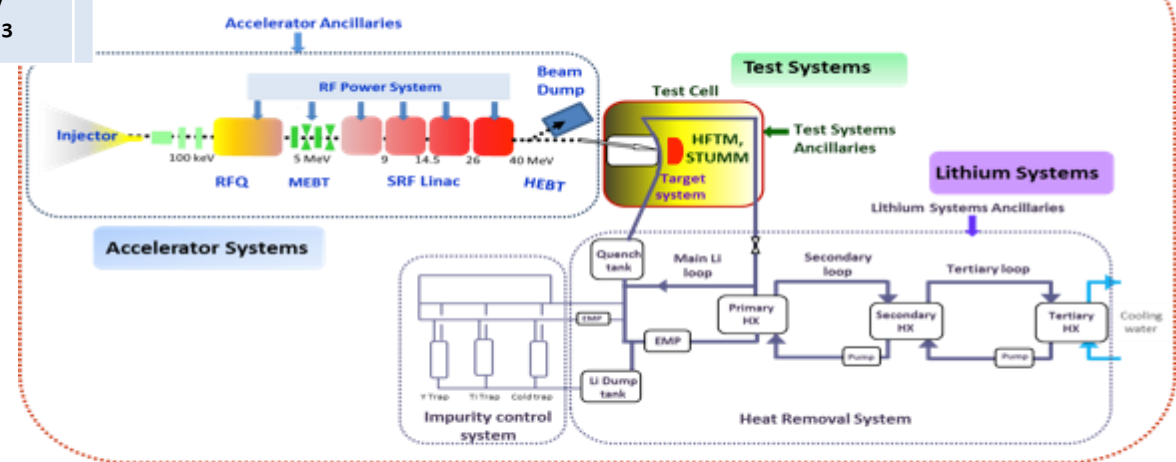 3
Accelerator Ancillaries
RF Power System
Beam
Dump
Injector
100 keV
5 MeV
9
14.5
26
40 MeV
RFQ
MEBT
SRF Linac
HEBT
Accelerator Systems
Test Systems
Test Cell
HFTM,
STUMM
Target
system
Test Systems
Ancillaries
Lithium Systems
Lithium Systems Ancillaries
Quench
tank
Main Li
loop
Secondary
loop
Tertiary loop
Primary
HX
Secondary
HX
Tertiary
HX
Cooling
water
EMP
EMP
Pump
Pump
Li Dump
tank
Y Trap
Ti Trap
Cold trap
Impurity control
system
Heat Removal System